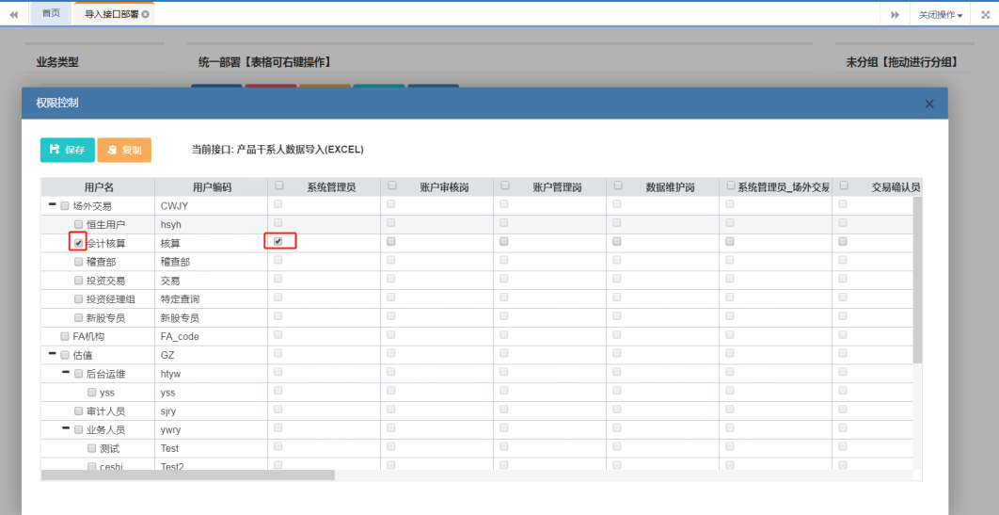 首页 导入接口部署 关闭操作
业务类型 统一部署【表格可右键操作】 未分组【拖动进行分组】
权限控制
保存 复制 当前接口: 产品干系人数据导入(EXCEL)
用户名 用户编码 系统管理员 账户审核岗 账户管理岗 数据维护岗 系统管理员_场外交易 交易确认员
场外交易 CWJY
恒生用户 hsyh
会计核算 核算
稽查部 稽查部
投资交易 交易
投资经理组 特定查询
新股专员 新股专员
FA机构 FA_code
估值 GZ
后台运维 htyw
yss yss
审计人员 sjry
业务人员 ywry
测试 Test
ceshi Test2